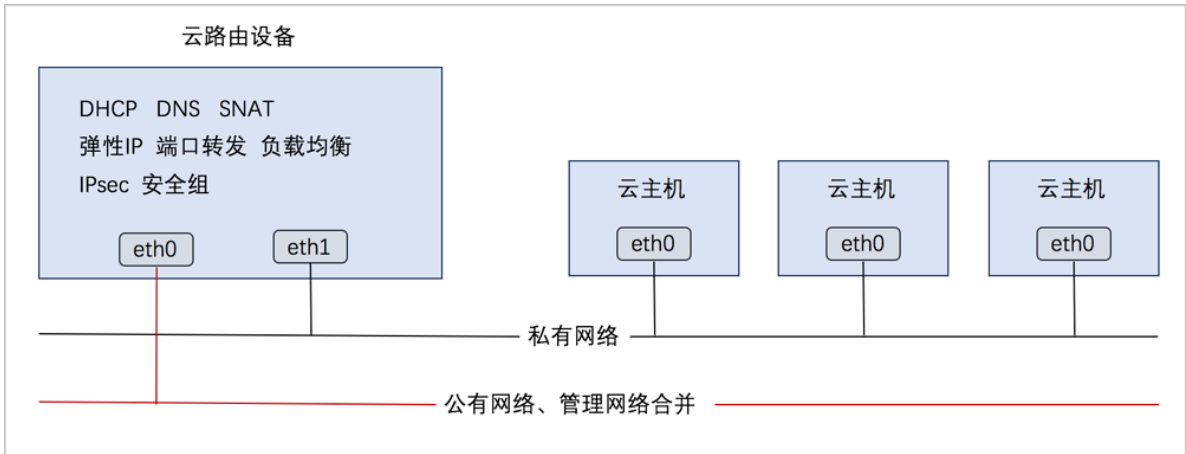 云路由设备
DHCP DNS SNAT
弹性IP 端口转发 负载均衡
IPsec 安全组
eth0
eth1
云主机
eth0
云主机
eth0
云主机
eth0
私有网络
公有网络、管理网络合并